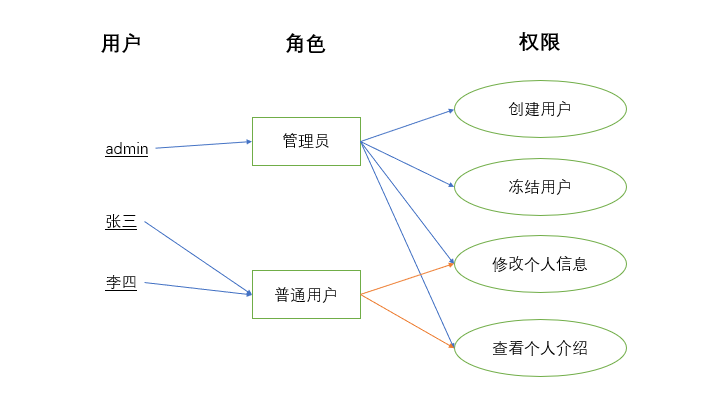 用户
角色
权限
admin
张三
李四
管理员
普通用户
创建用户
冻结用户
修改个人信息
查看个人介绍